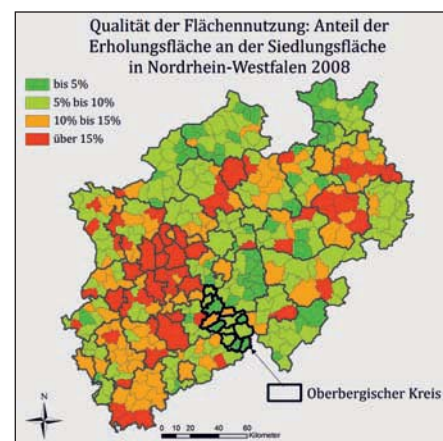 Qualität der Flächennutzung: Anteil der
Erholungsfläche an der Siedlungsfläche
in Nordrhein-Westfalen 2008
bis 5%
5% bis 10%
10% bis 15%
über 15%
Oberbergischer Kreis
N
0 10 20 40 60
Kilometer